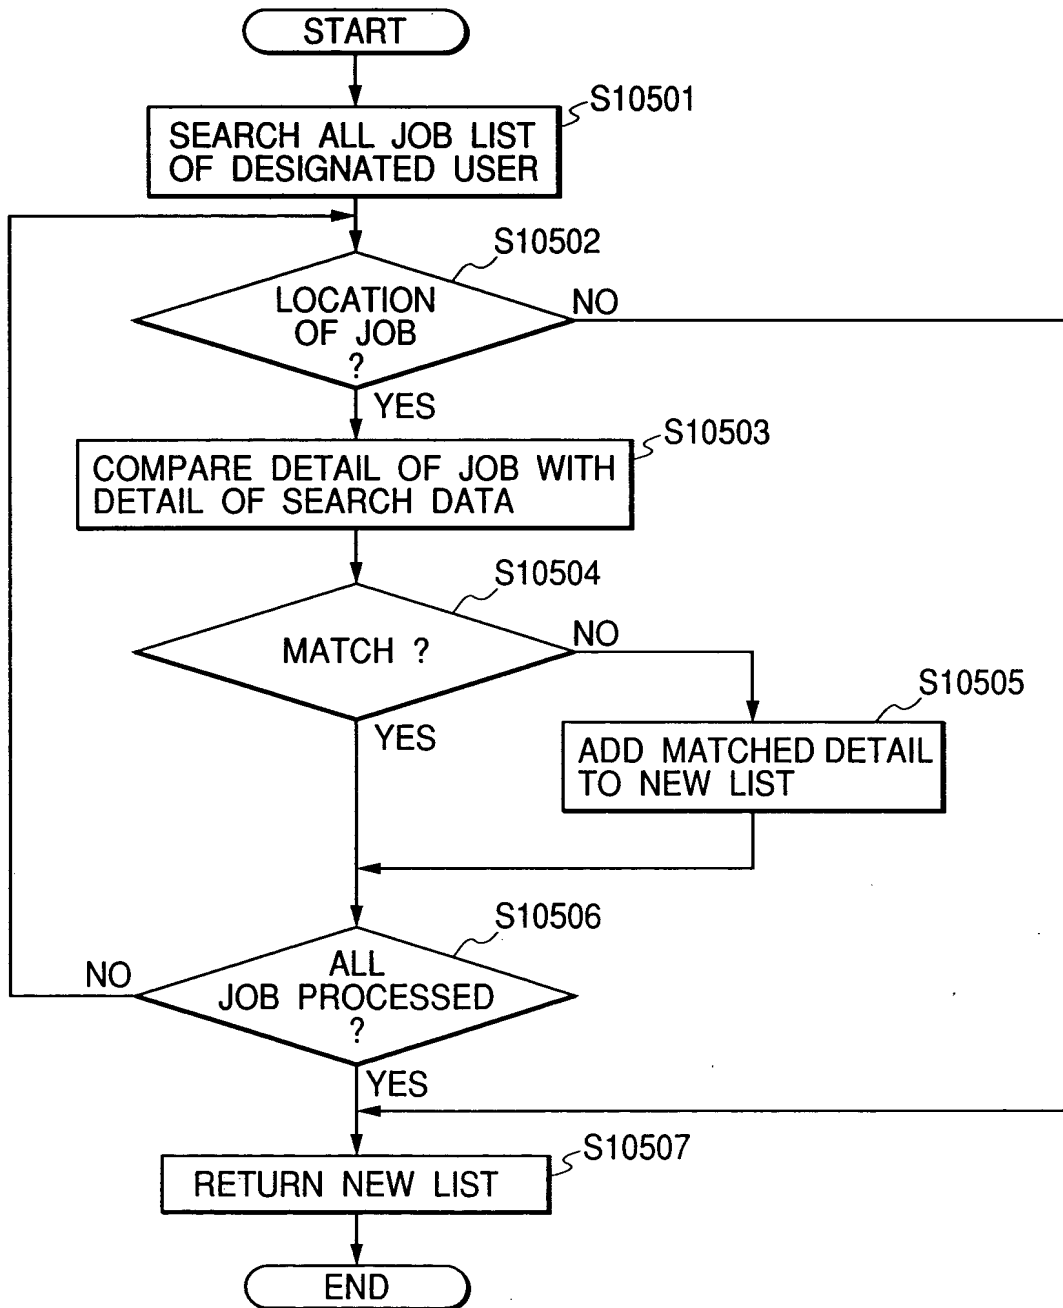 START
S10501
SEARCH ALL JOB LIST
OF DESIGNATED USER
S10502
LOCATION
OF JOB
?
NO
YES
S10503
COMPARE DETAIL OF JOB WITH
DETAIL OF SEARCH DATA
S10504
MATCH ?
NO
YES
S10505
ADD MATCHED DETAIL
TO NEW LIST
S10506
ALL
JOB PROCESSED
?
NO
YES
S10507
RETURN NEW LIST
END